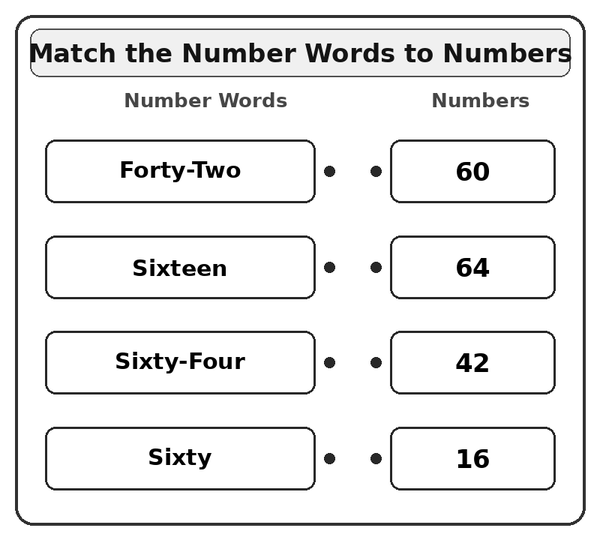 Match the Number Words to Numbers
Number Words Numbers
Forty-Two 60
Sixteen 64
Sixty-Four 42
Sixty 16